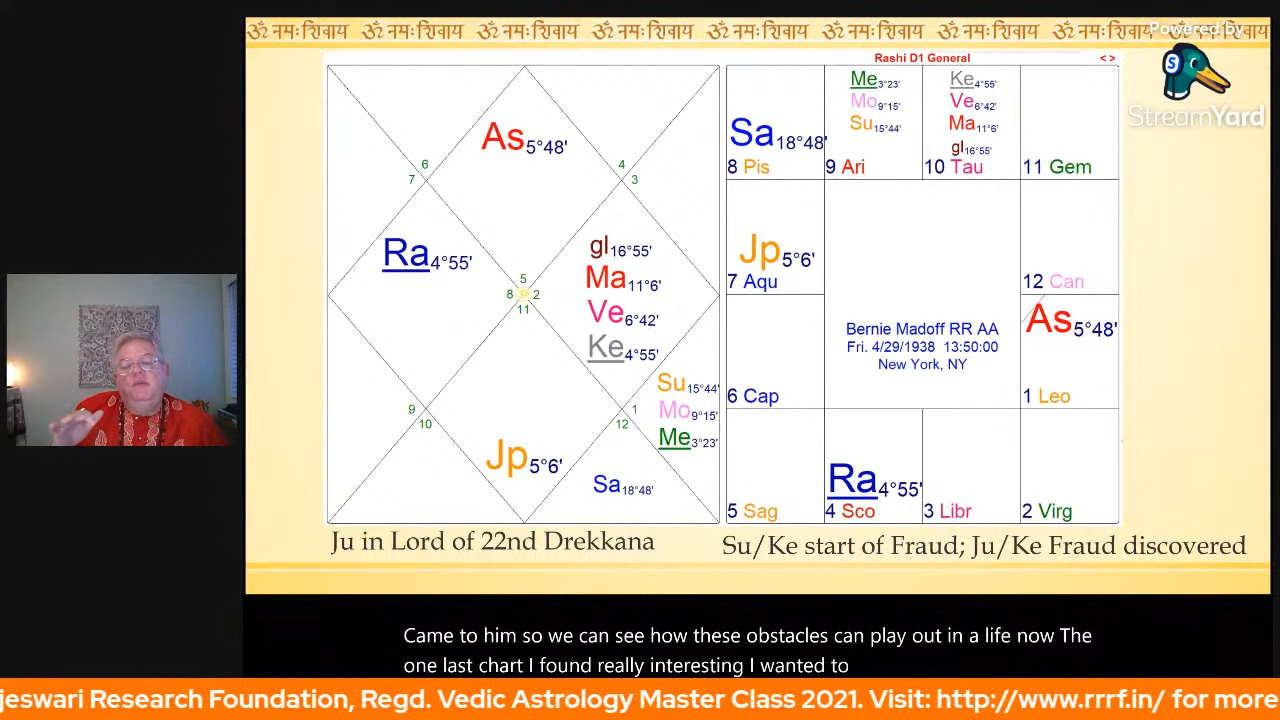 ॐ नमः शिवाय ॐ नमः शिवाय ॐ नमः शिवाय ॐ नमः शिवाय ॐ नमः शिवाय ॐ नमः शिवाय ॐ नमः शिवाय ॐ नमः शिवाय ॐ नमः शिवाय
Powered by
StreamYard
As 5°48'
6
7
4
3
Ra 4°55'
gl 16°55'
Ma 11°6'
Ve 6°42'
Ke 4°55'
5
8 ॐ 2
11
Su 15°44'
Mo 9°15'
Me 3°23'
9
10
1
12
Jp 5°6'
Sa 18°48'
Rashi D1 General
< >
Sa 18°48'
8 Pis
Me 3°23'
Mo 9°15'
Su 15°44'
9 Ari
Ke 4°55'
Ve 6°42'
Ma 11°6'
gl 16°55'
10 Tau
11 Gem
Jp 5°6'
7 Aqu
12 Can
Bernie Madoff RR AA
Fri. 4/29/1938 13:50:00
New York, NY
As 5°48'
6 Cap
1 Leo
5 Sag
Ra 4°55'
4 Sco
3 Libr
2 Virg
Ju in Lord of 22nd Drekkana
Su/Ke start of Fraud; Ju/Ke Fraud discovered
Came to him so we can see how these obstacles can play out in a life now The
one last chart I found really interesting I wanted to
jeswari Research Foundation, Regd. Vedic Astrology Master Class 2021. Visit: http://www.rrrf.in/ for more